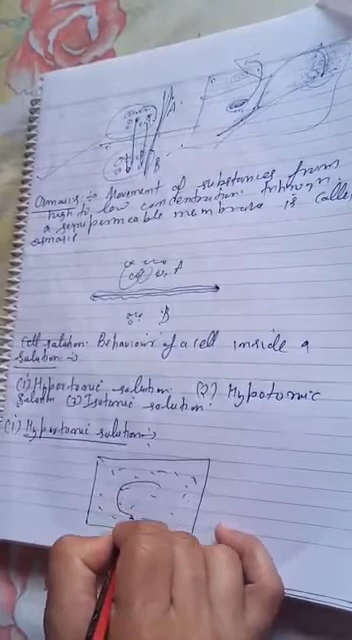 A
B
Osmosis :- Movement of substances from
high to low concentration through
a semipermeable membrane is called
osmosis
A
B
Cell solution: Behaviour of a cell inside a
solution :-
(1) Hypertonic solution (2) Hypotonic
Solution (3) Isotonic solution.
(1) Hypertonic solution :-